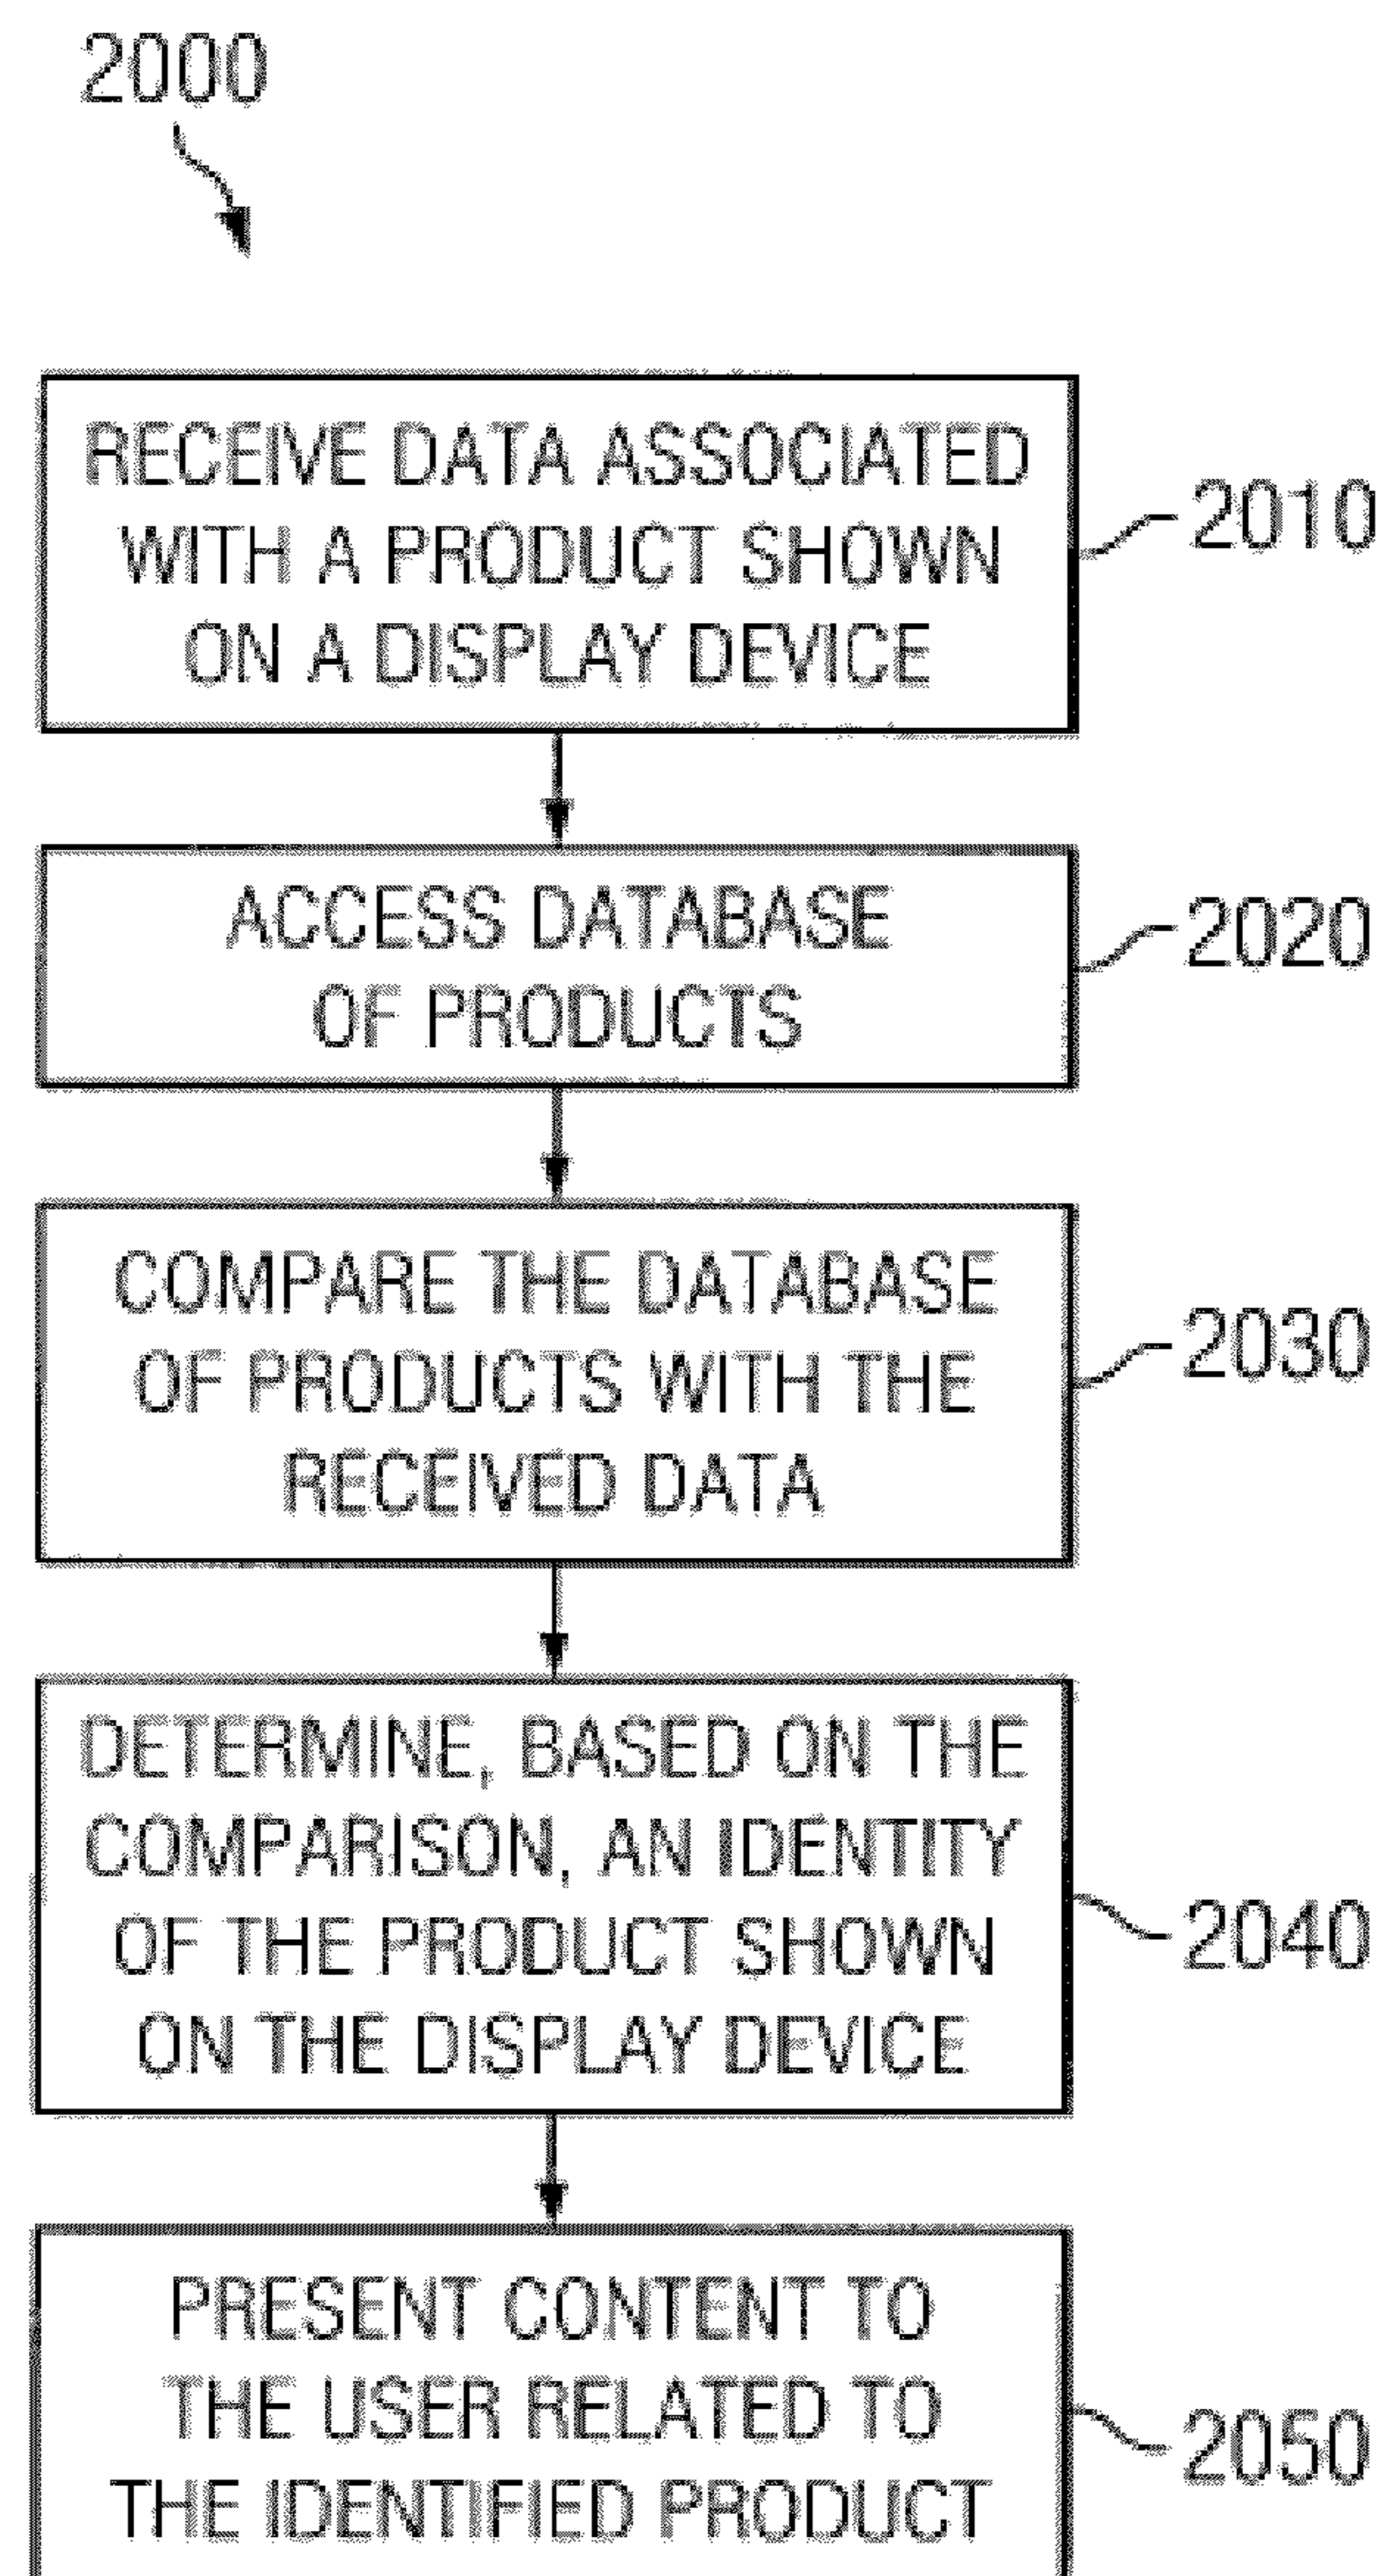 2000
RECEIVE DATA ASSOCIATED
WITH A PRODUCT SHOWN
ON A DISPLAY DEVICE
2010
ACCESS DATABASE
OF PRODUCTS
2020
COMPARE THE DATABASE
OF PRODUCTS WITH THE
RECEIVED DATA
2030
DETERMINE, BASED ON THE
COMPARISON, AN IDENTITY
OF THE PRODUCT SHOWN
ON THE DISPLAY DEVICE
2040
PRESENT CONTENT TO
THE USER RELATED TO
THE IDENTIFIED PRODUCT
2050